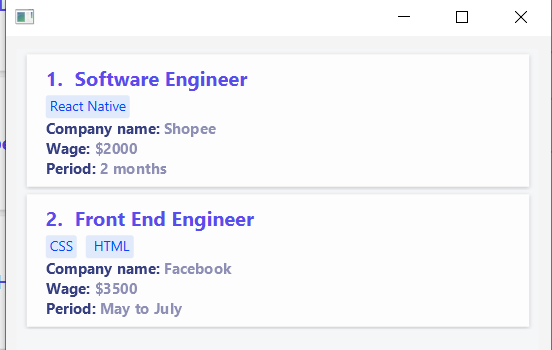 1. Software Engineer
React Native
Company name: Shopee
Wage: $2000
Period: 2 months
2. Front End Engineer
CSS HTML
Company name: Facebook
Wage: $3500
Period: May to July